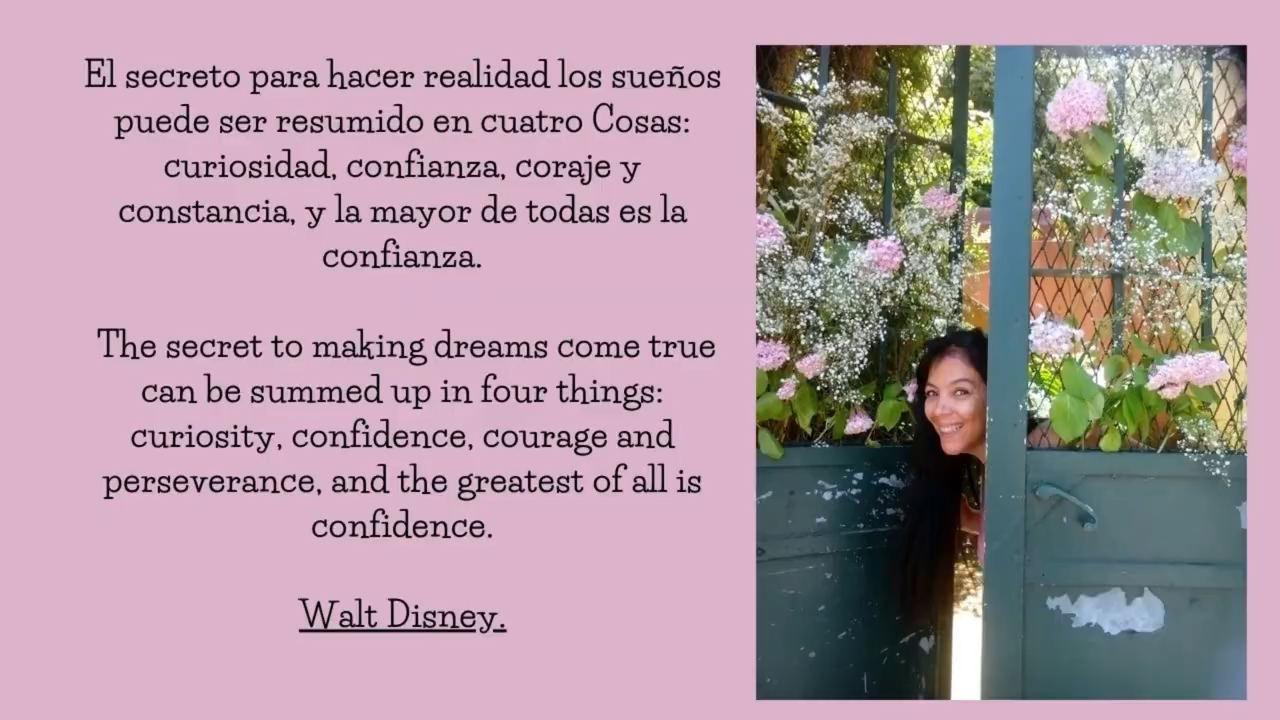 El secreto para hacer realidad los sueños
puede ser resumido en cuatro Cosas:
curiosidad, confianza, coraje y
constancia, y la mayor de todas es la
confianza.
The secret to making dreams come true
can be summed up in four things:
curiosity, confidence, courage and
perseverance, and the greatest of all is
confidence.
Walt Disney.